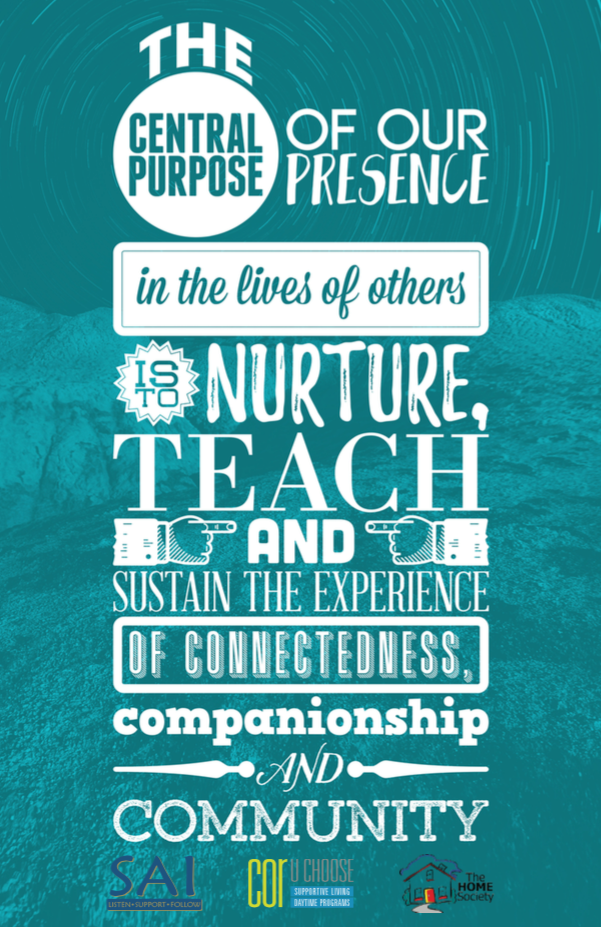 THE
CENTRAL
PURPOSE
OF OUR
PRESENCE
in the lives of others
IS
TO
NURTURE,
TEACH
AND
SUSTAIN THE EXPERIENCE
OF CONNECTEDNESS,
companionship
AND
COMMUNITY
SAI
LISTEN•SUPPORT•FOLLOW
cor U CHOOSE
SUPPORTIVE LIVING
DAYTIME PROGRAMS
The
HOME
Society